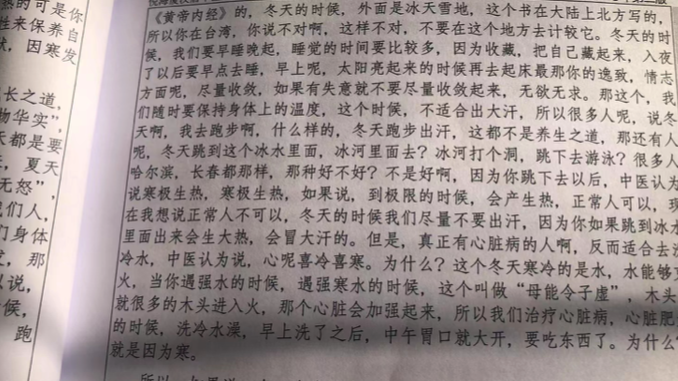 热的可是你
性来保养自
，因寒发
长之道，
物华实”，
天都是要
，夏天
无怒”，
我们人，
们身体
发，那
以说，
候，
跑
《黄帝内经》的，冬天的时候，外面是冰天雪地，这个书在大陆上北方写的，
所以你在台湾，你说不对啊，这样不对，不要在这个地方去计较它。冬天的时
候，我们要早睡晚起，睡觉的时间要比较多，因为收藏，把自己藏起来，入夜
了以后要早点去睡，早上呢，太阳亮起来的时候再去起床最那你的逸致，情志
方面呢，尽量收敛，如果有失意就不要尽量收敛起来，无欲无求。那这个，我
们随时要保持身体上的温度，这个时候，不适合出大汗，所以很多人呢，说冬
天啊，我去跑步啊，什么样的，冬天跑步出汗，这都不是养生之道，那还有人
呢，冬天跳到这个冰水里面，冰河里面去？冰河打个洞，跳下去游泳？很多人
哈尔滨，长春都那样，那种好不好？不是好啊，因为你跳下去以后，中医认为
说寒极生热，寒极生热，如果说，到极限的时候，会产生热，正常人可以，现
在我想说正常人不可以，冬天的时候我们尽量不要出汗，因为你如果跳到冰水
里面出来会生大热，会冒大汗的。但是，真正有心脏病的人啊，反而适合去洗
冷水，中医认为说，心呢喜冷喜寒。为什么？这个冬天寒冷的是水，水能够克
火，当你遇强水的时候，遇强寒水的时候，这个叫做“母能令子虚”，木头
就很多的木头进入火，那个心脏会加强起来，所以我们治疗心脏病，心脏肥
的时候，洗冷水澡，早上洗了之后，中午胃口就大开，要吃东西了。为什么
就是因为寒。